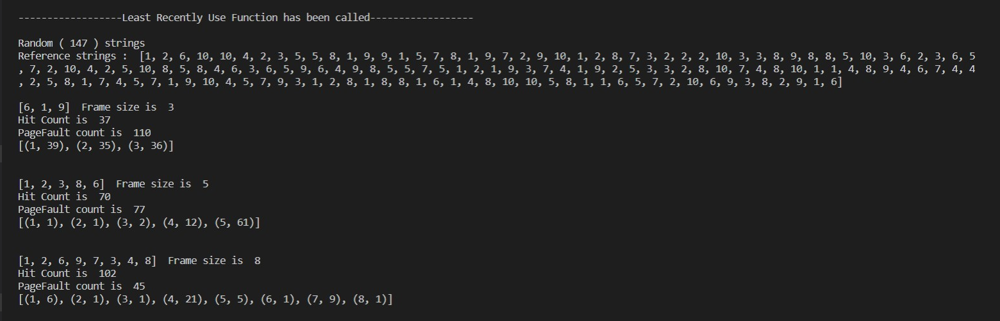 ------------------Least Recently Use Function has been called------------------
Random ( 147 ) strings
Reference strings :  [1, 2, 6, 10, 10, 4, 2, 3, 5, 5, 8, 1, 9, 9, 1, 5, 7, 8, 1, 9, 7, 2, 9, 10, 1, 2, 8, 7, 3, 2, 2, 2, 10, 3, 3, 8, 9, 8, 8, 5, 10, 3, 6, 2, 3, 6, 5
, 7, 2, 10, 4, 2, 5, 10, 8, 5, 8, 4, 6, 3, 6, 5, 9, 6, 4, 9, 8, 5, 5, 7, 5, 1, 2, 1, 9, 3, 7, 4, 1, 9, 2, 5, 3, 3, 2, 8, 10, 7, 4, 8, 10, 1, 1, 4, 8, 9, 4, 6, 7, 4, 4
, 2, 5, 8, 1, 7, 4, 5, 7, 1, 9, 10, 4, 5, 7, 9, 3, 1, 2, 8, 1, 8, 8, 1, 6, 1, 4, 8, 10, 10, 5, 8, 1, 1, 6, 5, 7, 2, 10, 6, 9, 3, 8, 2, 9, 1, 6]
[6, 1, 9]  Frame size is  3
Hit Count is  37
PageFault count is  110
[(1, 39), (2, 35), (3, 36)]
[1, 2, 3, 8, 6]  Frame size is  5
Hit Count is  70
PageFault count is  77
[(1, 1), (2, 1), (3, 2), (4, 12), (5, 61)]
[1, 2, 6, 9, 7, 3, 4, 8]  Frame size is  8
Hit Count is  102
PageFault count is  45
[(1, 6), (2, 1), (3, 1), (4, 21), (5, 5), (6, 1), (7, 9), (8, 1)]